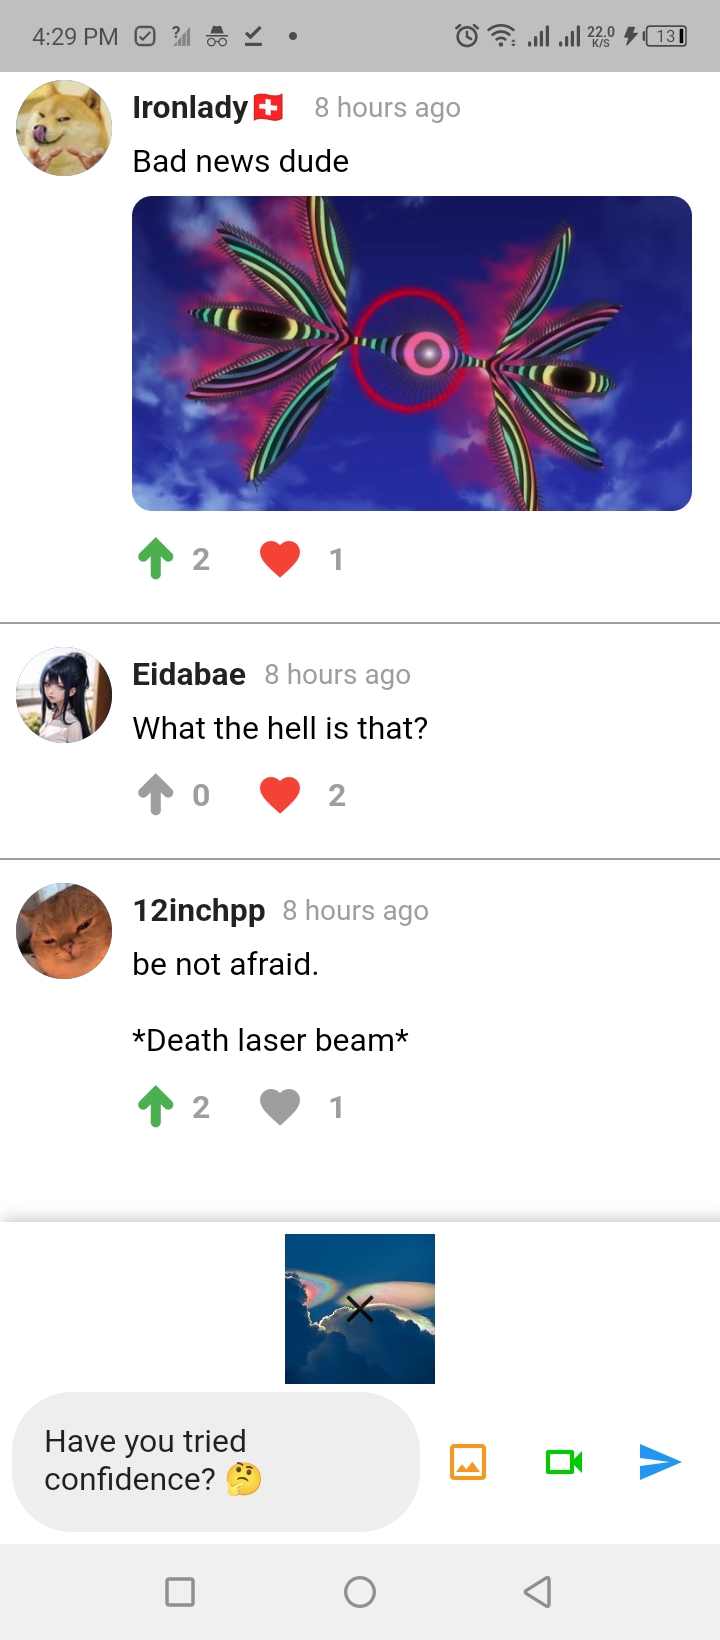 4:29 PM ? 22.0 K/S 13
Ironlady🇨🇭 8 hours ago
Bad news dude
2 1
Eidabae 8 hours ago
What the hell is that?
0 2
12inchpp 8 hours ago
be not afraid.
*Death laser beam*
2 1
Have you tried
confidence? 🤔